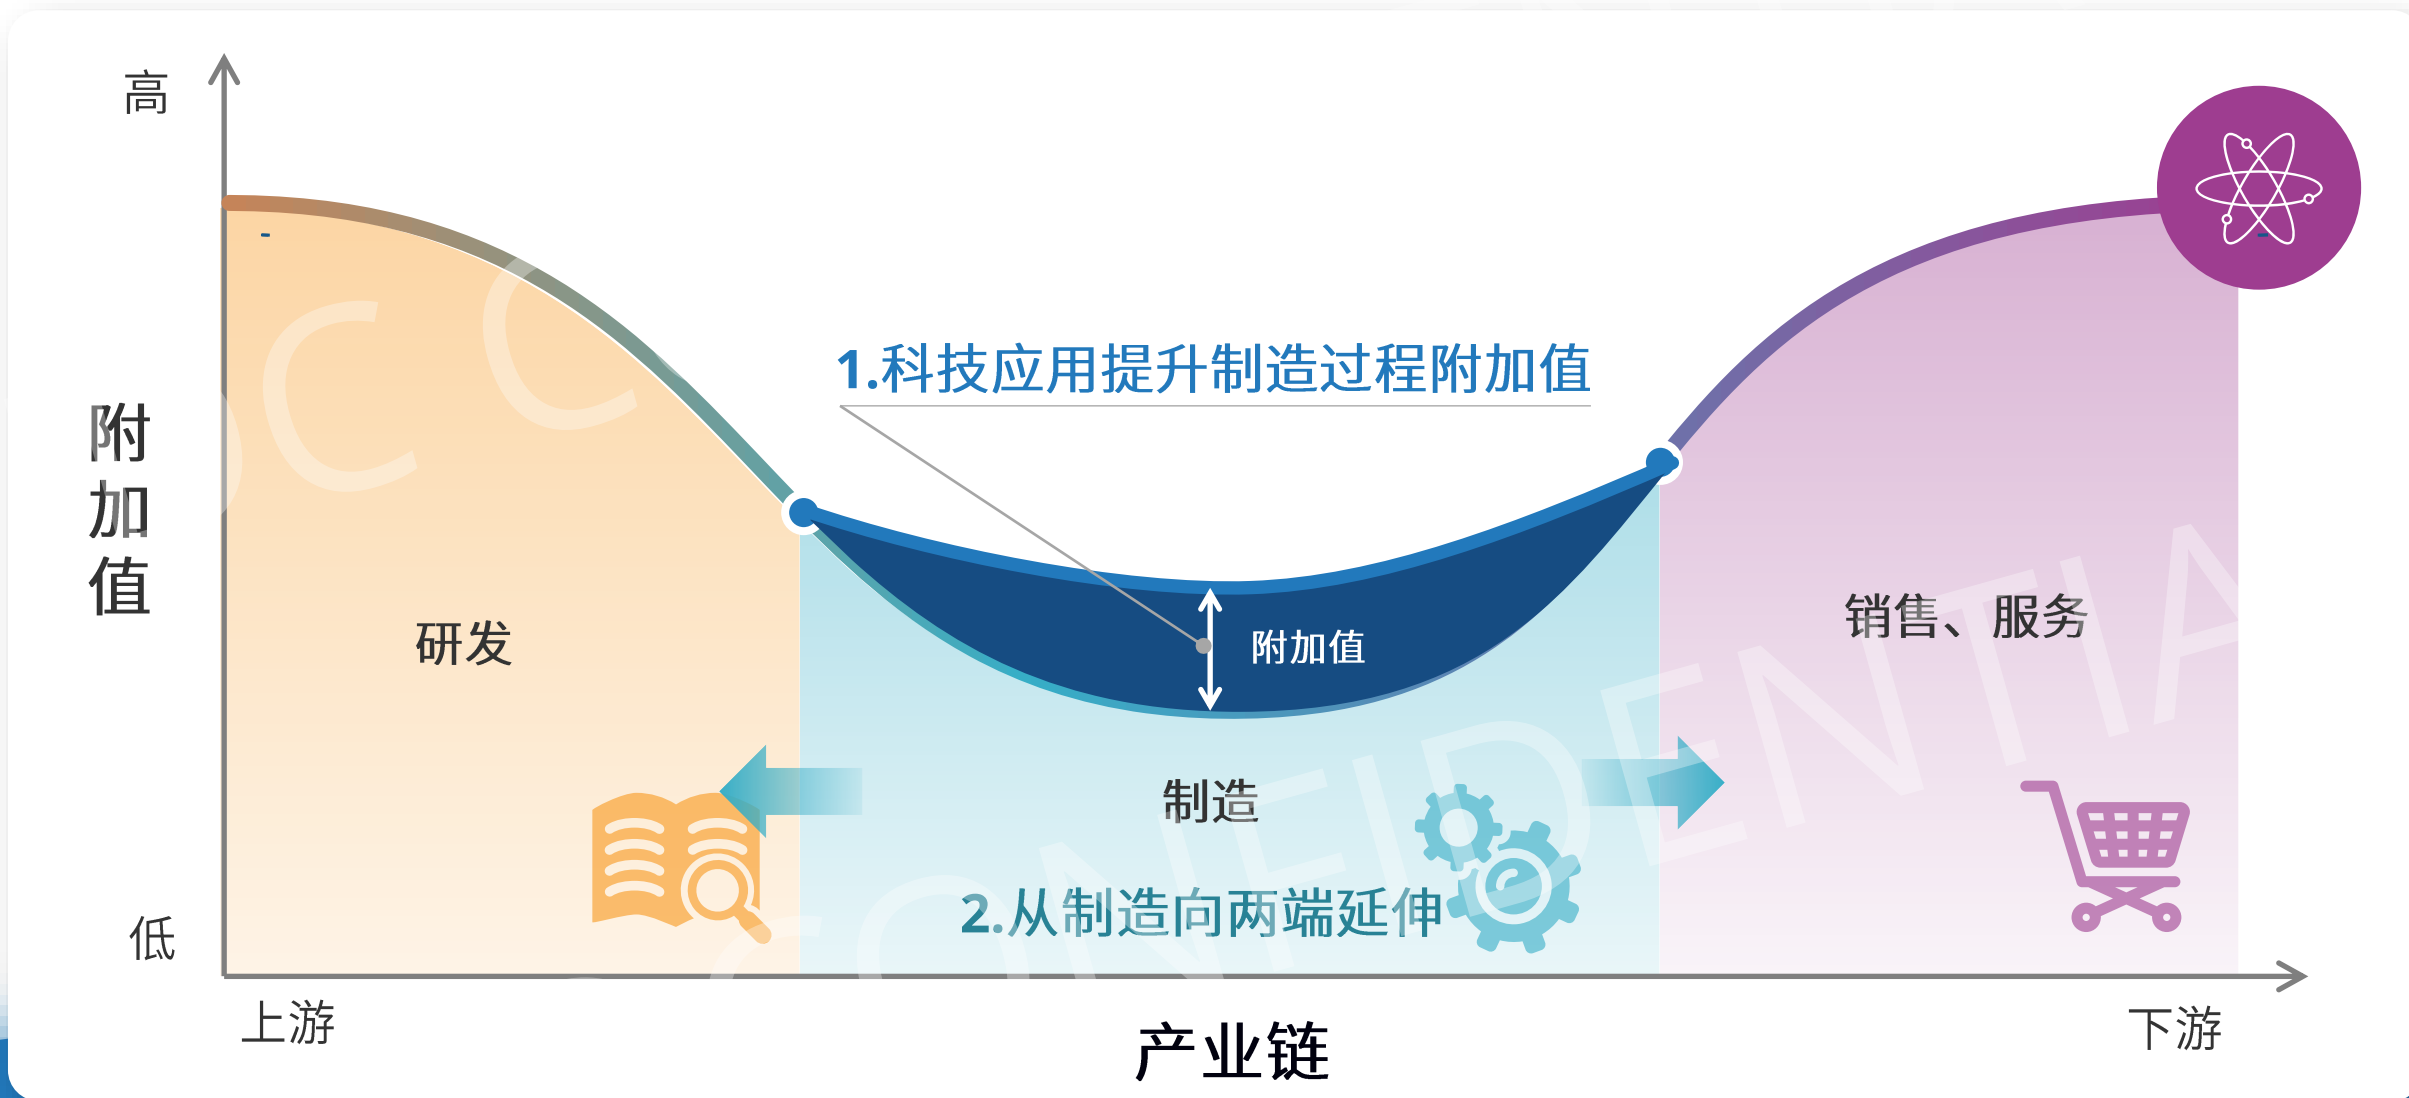 高
附加值
1.科技应用提升制造过程附加值
附加值
研发
销售、服务
制造
2.从制造向两端延伸
低
上游
下游
产业链
CONFIDENTIA
CC